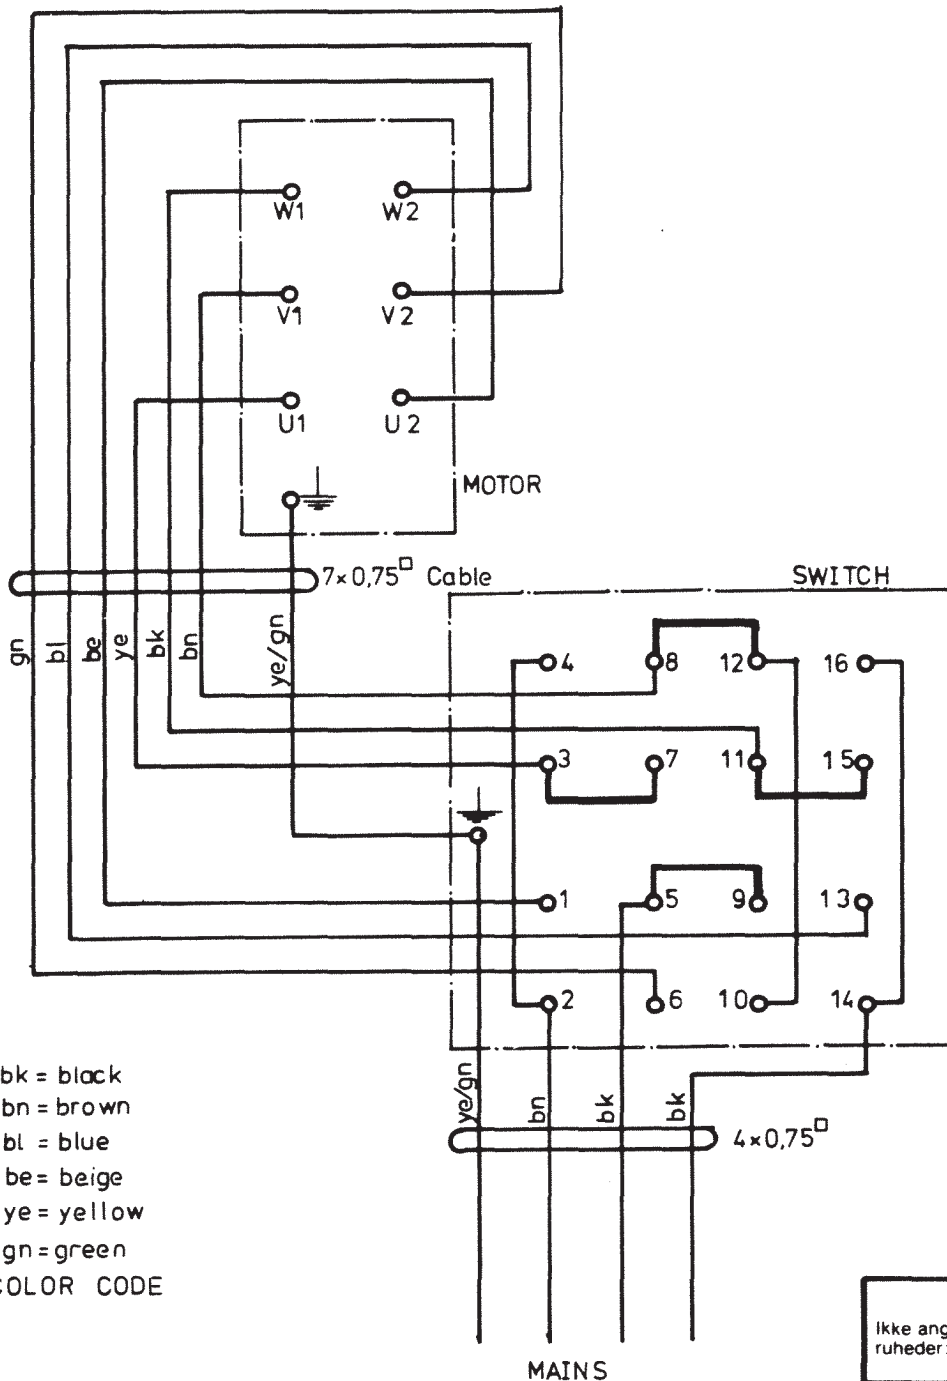 W1 W2
V1 V2
U1 U2
MOTOR
7×0,75□ Cable
SWITCH
gn bl be ye bk bn ye/gn
4 8 12 16
3 7 11 15
1 5 9 13
2 6 10 14
ye/gn bn bk bk
4×0,75□
bk = black
bn = brown
bl = blue
be = beige
ye = yellow
gn = green
COLOR CODE
MAINS
Ikke ang
ruheder: